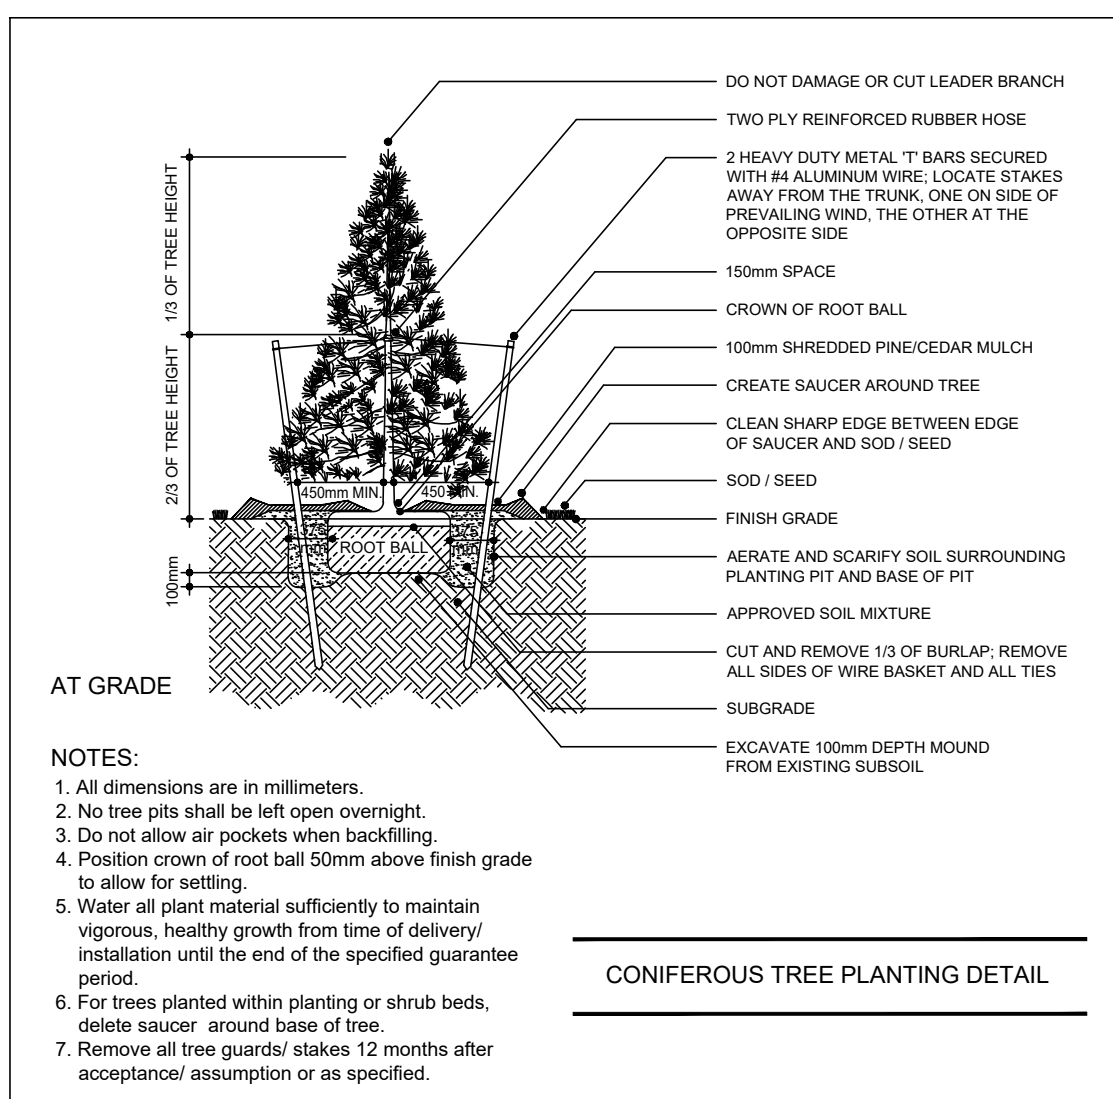 DO NOT DAMAGE OR CUT LEADER BRANCH
TWO PLY REINFORCED RUBBER HOSE
2 HEAVY DUTY METAL 'T' BARS SECURED
WITH #4 ALUMINUM WIRE; LOCATE STAKES
AWAY FROM THE TRUNK, ONE ON SIDE OF
PREVAILING WIND, THE OTHER AT THE
OPPOSITE SIDE
150mm SPACE
CROWN OF ROOT BALL
100mm SHREDDED PINE/CEDAR MULCH
CREATE SAUCER AROUND TREE
CLEAN SHARP EDGE BETWEEN EDGE
OF SAUCER AND SOD / SEED
SOD / SEED
FINISH GRADE
AERATE AND SCARIFY SOIL SURROUNDING
PLANTING PIT AND BASE OF PIT
APPROVED SOIL MIXTURE
CUT AND REMOVE 1/3 OF BURLAP; REMOVE
ALL SIDES OF WIRE BASKET AND ALL TIES
SUBGRADE
EXCAVATE 100mm DEPTH MOUND
FROM EXISTING SUBSOIL
1/3 OF TREE HEIGHT
2/3 OF TREE HEIGHT
100mm
450mm MIN.
450 MIN.
375
mm
ROOT BALL
375
mm
AT GRADE
NOTES:
1. All dimensions are in millimeters.
2. No tree pits shall be left open overnight.
3. Do not allow air pockets when backfilling.
4. Position crown of root ball 50mm above finish grade
to allow for settling.
5. Water all plant material sufficiently to maintain
vigorous, healthy growth from time of delivery/
installation until the end of the specified guarantee
period.
6. For trees planted within planting or shrub beds,
delete saucer around base of tree.
7. Remove all tree guards/ stakes 12 months after
acceptance/ assumption or as specified.
CONIFEROUS TREE PLANTING DETAIL